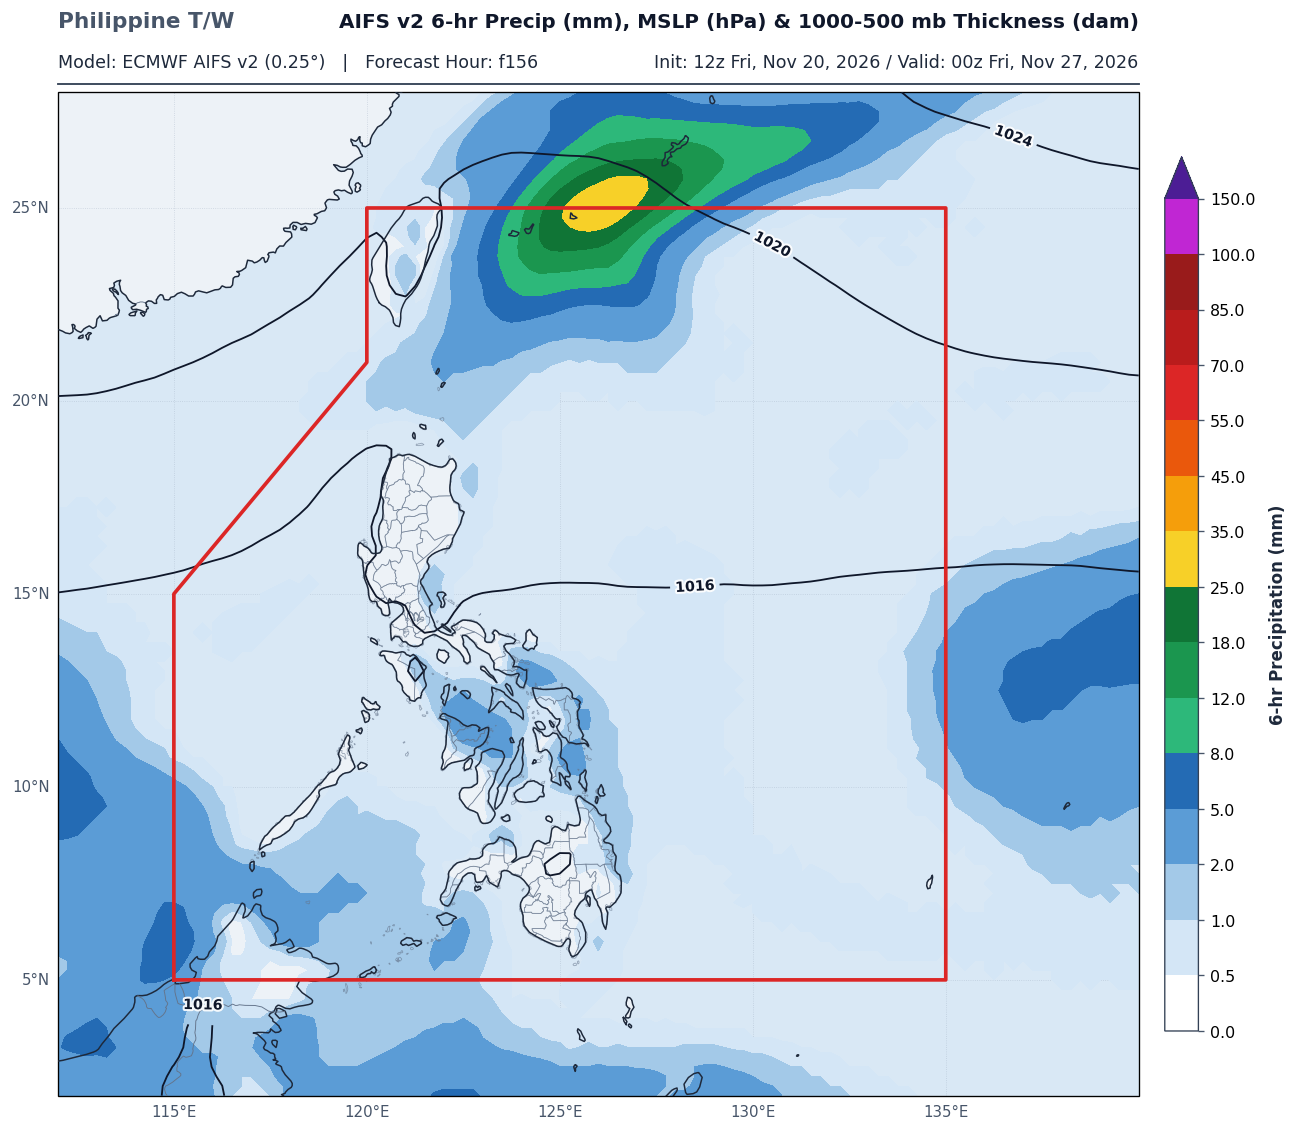 Philippine T/W
AIFS v2 6-hr Precip (mm), MSLP (hPa) & 1000-500 mb Thickness (dam)
Model: ECMWF AIFS v2 (0.25°) | Forecast Hour: f156
Init: 12z Fri, Nov 20, 2026 / Valid: 00z Fri, Nov 27, 2026
1024
1020
1016
1016
25°N
20°N
15°N
10°N
5°N
115°E
120°E
125°E
130°E
135°E
150.0
100.0
85.0
70.0
55.0
45.0
35.0
25.0
18.0
12.0
8.0
5.0
2.0
1.0
0.5
0.0
6-hr Precipitation (mm)